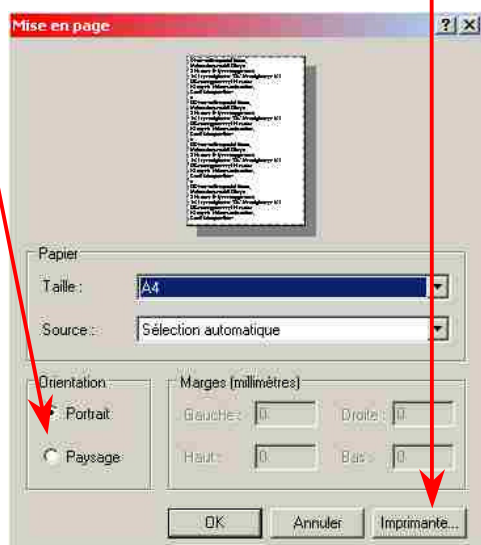 Mise en page
Papier
Taille : A4
Source : Sélection automatique
Orientation
Portrait
Paysage
Marges (millimètres)
Gauche : 0 Droite : 0
Haut : 0 Bas : 0
OK Annuler Imprimante...